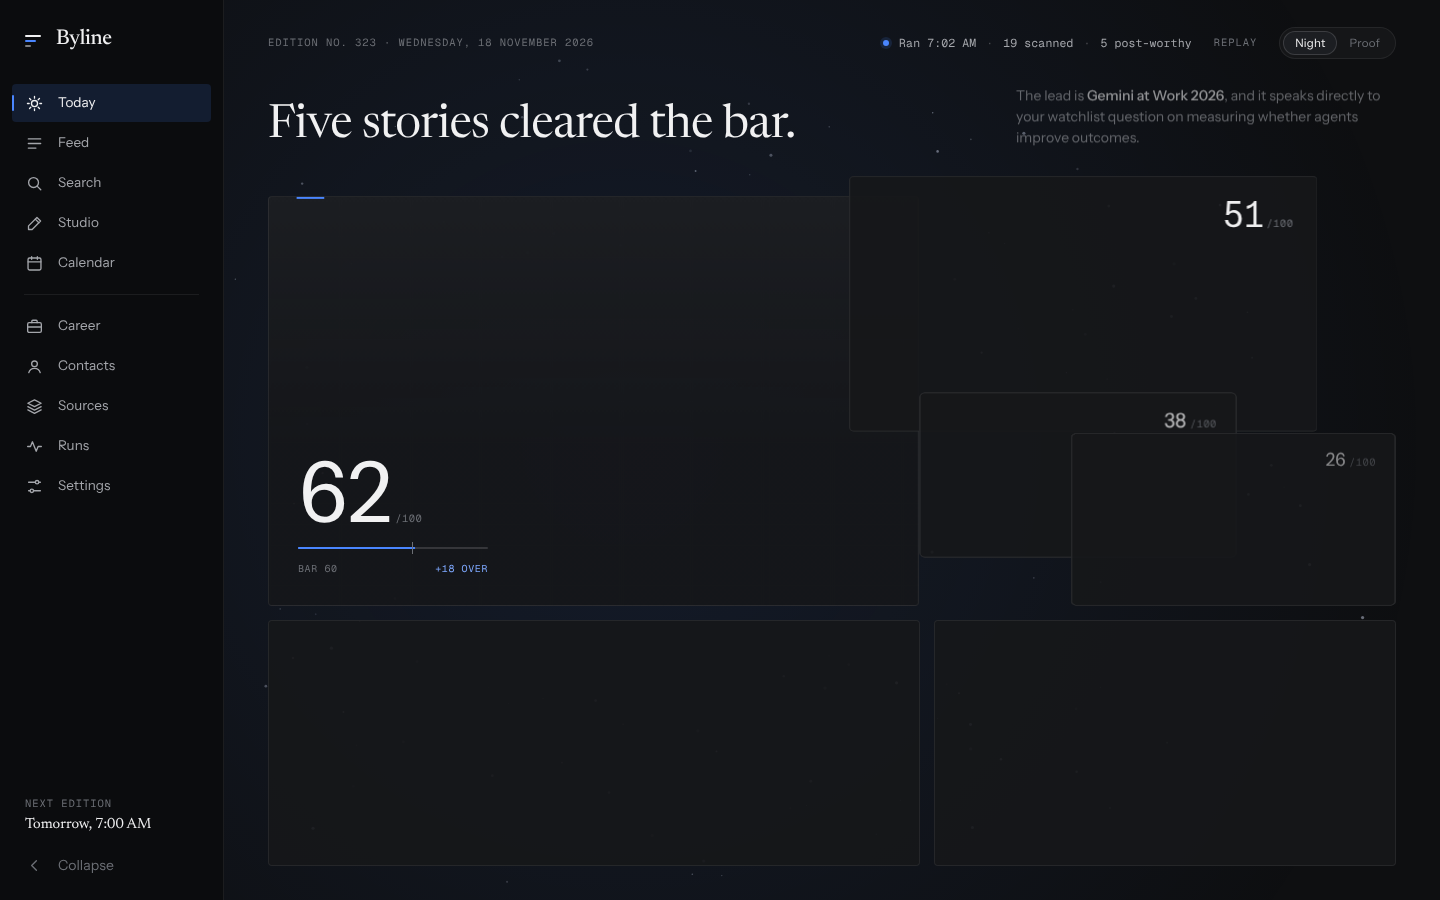 Byline
Today
Feed
Search
Studio
Calendar
Career
Contacts
Sources
Runs
Settings
NEXT EDITION
Tomorrow, 7:00 AM
Collapse
EDITION NO. 323 · WEDNESDAY, 18 NOVEMBER 2026
Ran 7:02 AM · 19 scanned · 5 post-worthy
REPLAY
Night
Proof
Five stories cleared the bar.
The lead is Gemini at Work 2026, and it speaks directly to
your watchlist question on measuring whether agents
improve outcomes.
51 /100
38 /100
26 /100
62 /100
BAR 60
+18 OVER